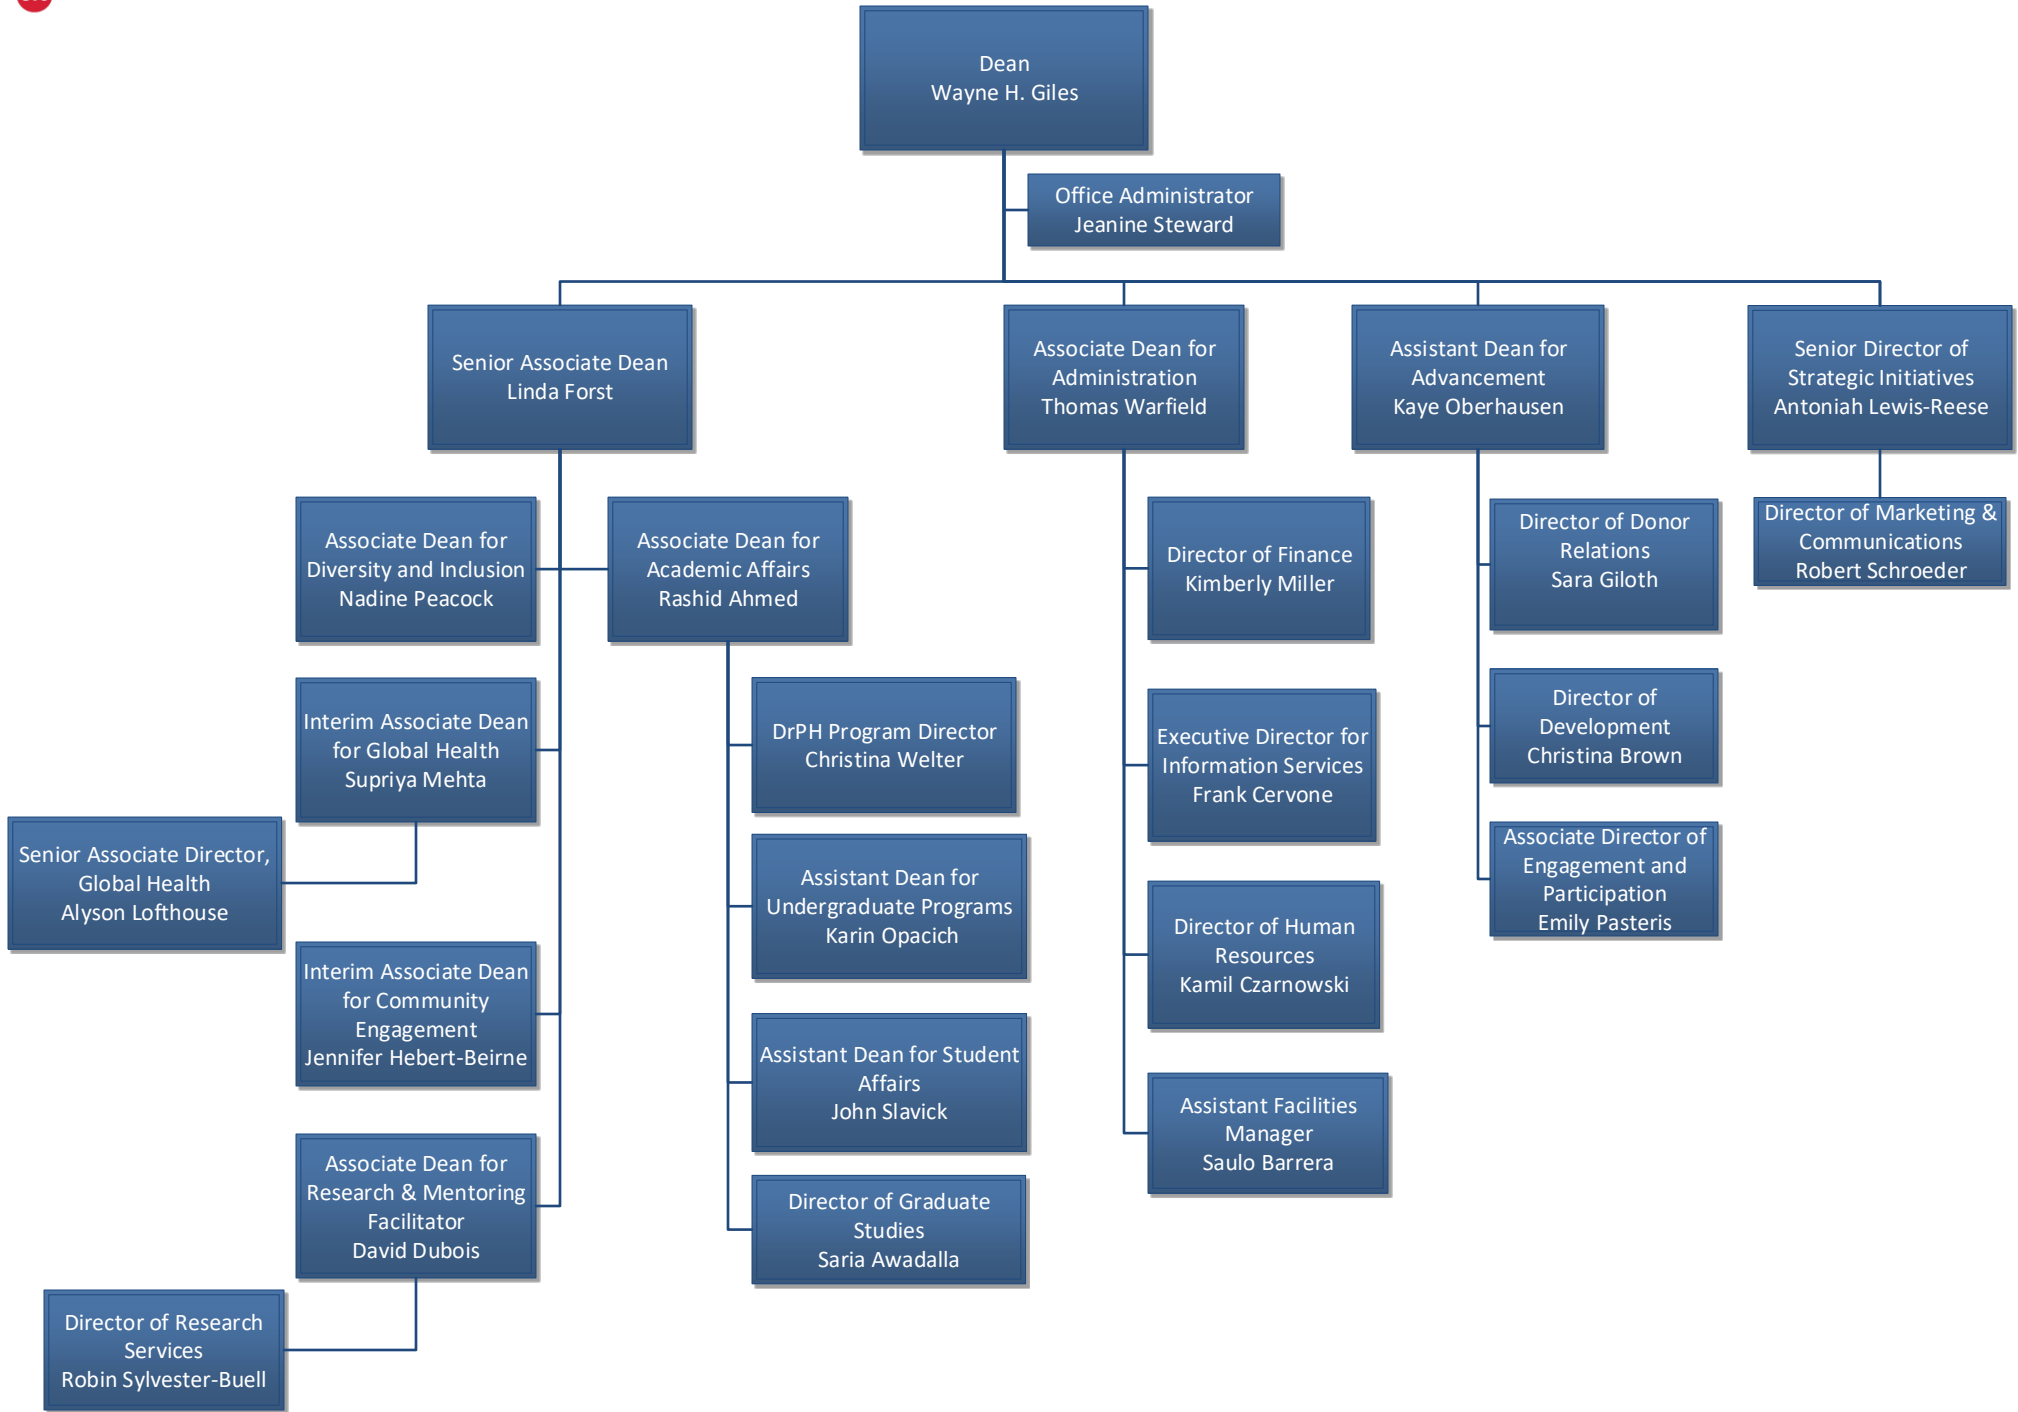 Dean
Wayne H. Giles
Office Administrator
Jeanine Steward
Senior Associate Dean
Linda Forst
Associate Dean for
Administration
Thomas Warfield
Assistant Dean for
Advancement
Kaye Oberhausen
Senior Director of
Strategic Initiatives
Antoniah Lewis-Reese
Associate Dean for
Diversity and Inclusion
Nadine Peacock
Associate Dean for
Academic Affairs
Rashid Ahmed
Director of Finance
Kimberly Miller
Director of Donor
Relations
Sara Giloth
Director of Marketing &
Communications
Robert Schroeder
Interim Associate Dean
for Global Health
Supriya Mehta
DrPH Program Director
Christina Welter
Executive Director for
Information Services
Frank Cervone
Director of
Development
Christina Brown
Senior Associate Director,
Global Health
Alyson Lofthouse
Assistant Dean for
Undergraduate Programs
Karin Opacich
Director of Human
Resources
Kamil Czarnowski
Associate Director of
Engagement and
Participation
Emily Pasteris
Interim Associate Dean
for Community
Engagement
Jennifer Hebert-Beirne
Assistant Dean for Student
Affairs
John Slavick
Assistant Facilities
Manager
Saulo Barrera
Associate Dean for
Research & Mentoring
Facilitator
David Dubois
Director of Graduate
Studies
Saria Awadalla
Director of Research
Services
Robin Sylvester-Buell